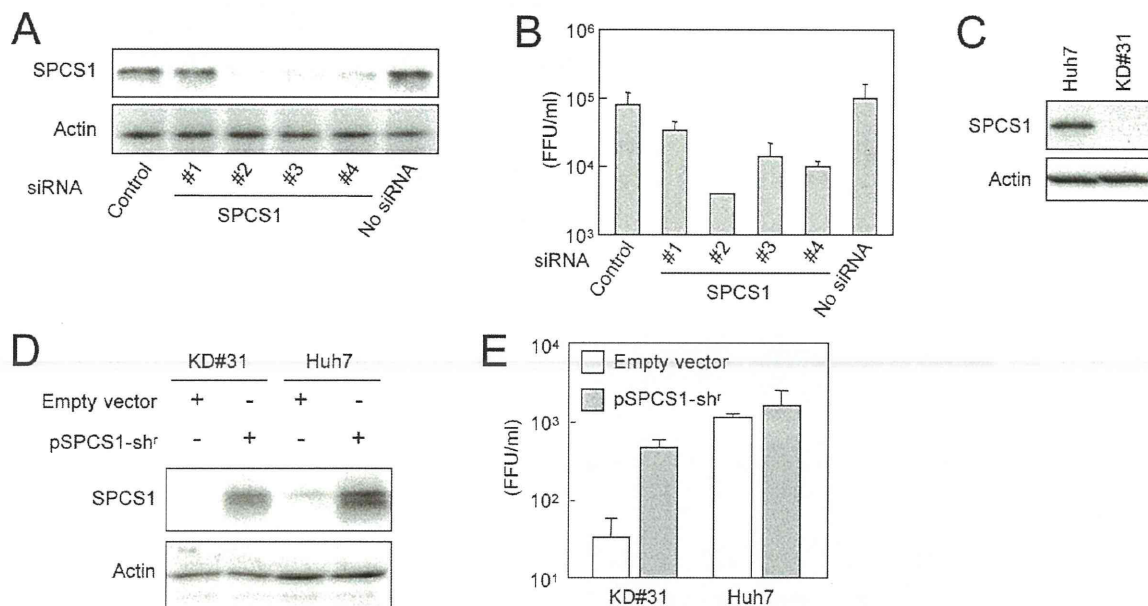 A
SPCS1
Actin
siRNA
Control
#1
#2
#3
#4
No siRNA
SPCS1
B
(FFU/ml)
10⁶
10⁵
10⁴
10³
siRNA
Control
#1
#2
#3
#4
No siRNA
SPCS1
C
Huh7
KD#31
SPCS1
Actin
D
KD#31 Huh7
Empty vector + - + -
pSPCS1-shʳ - + - +
SPCS1
Actin
E
(FFU/ml)
10⁴
10³
10²
10¹
Empty vector
pSPCS1-shʳ
KD#31 Huh7